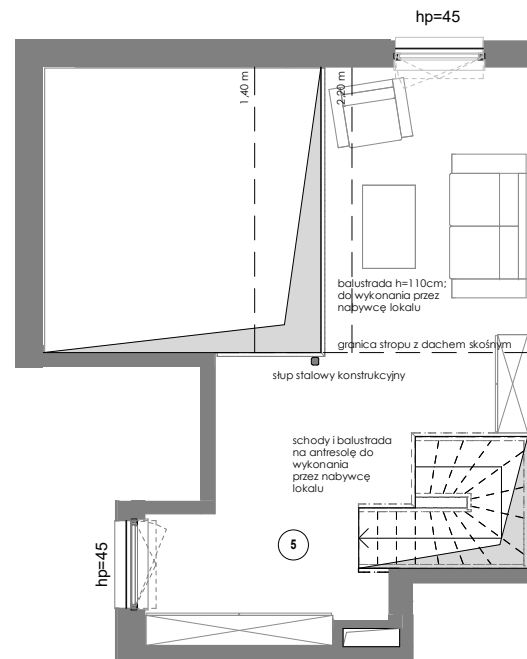 hp=45
1,40 m
2,20 m
balustrada h=110cm;
do wykonania przez
nabywcę lokalu
granica stropu z dachem skośnym
słup stalowy konstrukcyjny
schody i balustrada
na antresolę do
wykonania
przez nabywcę
lokalu
5
hp=45